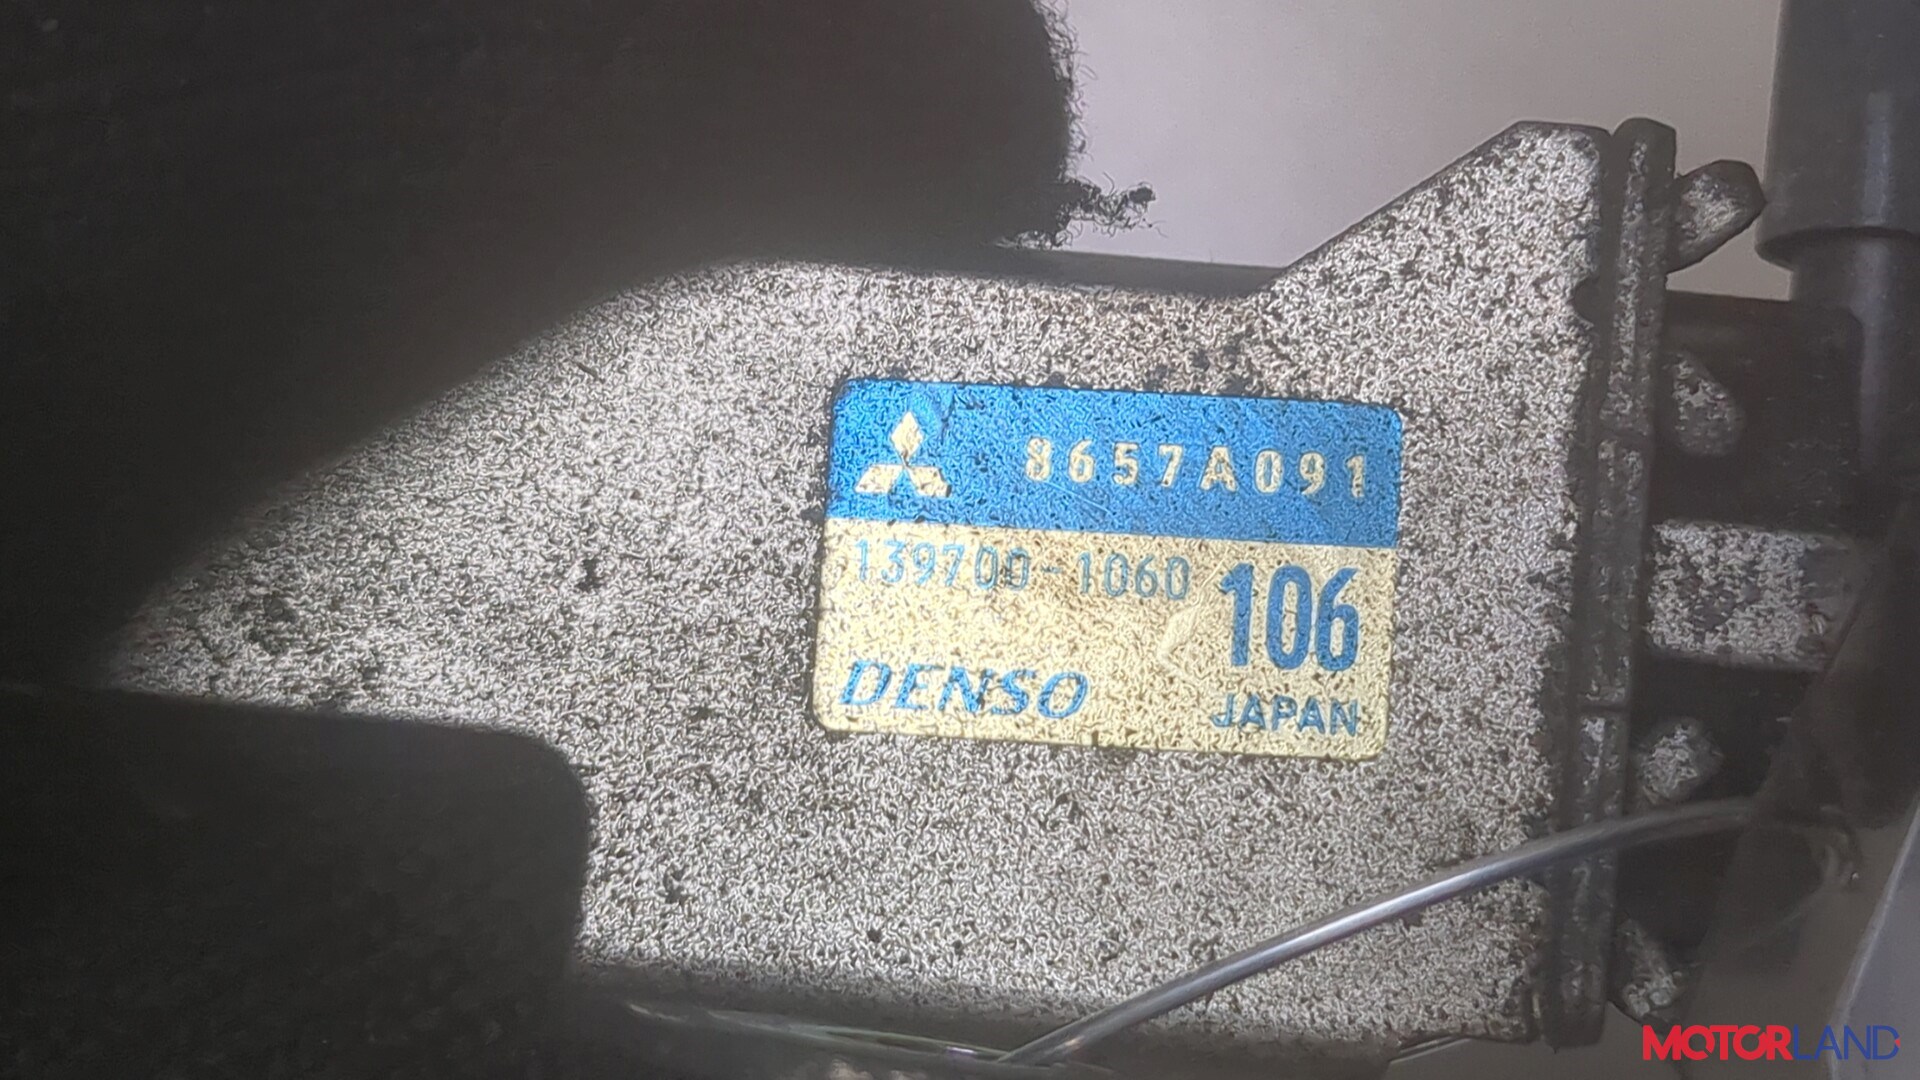 8657A091
139700-1060
106
DENSO
JAPAN
MOTORLAND